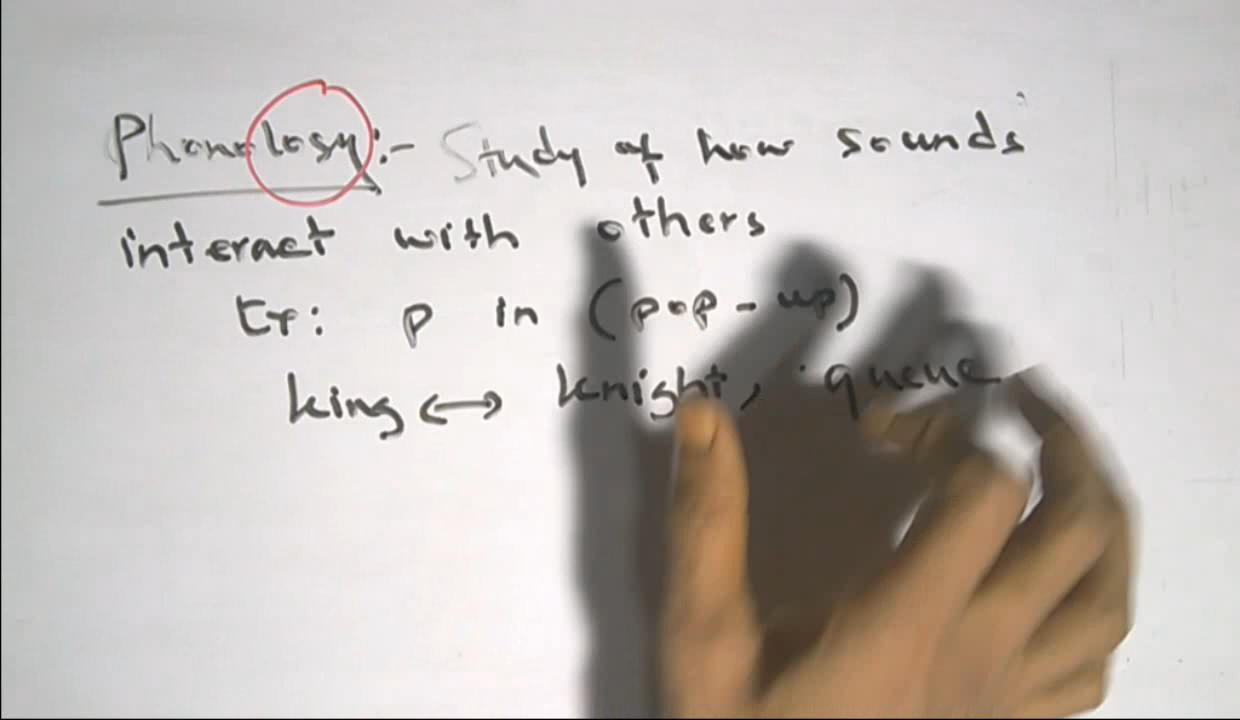 Phonology:- Study of how sounds
interact with others
Ex: p in (pop-up)
king ↔ knight, queue